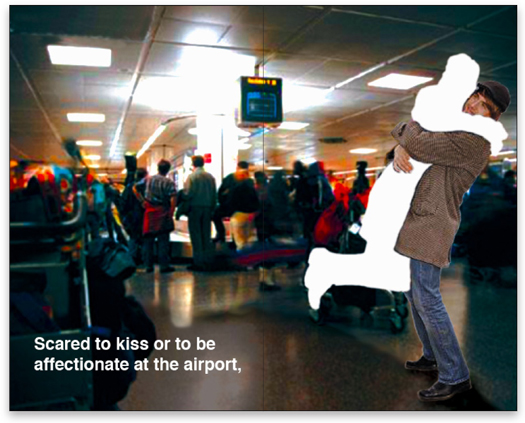 Scared to kiss or to be
affectionate at the airport,